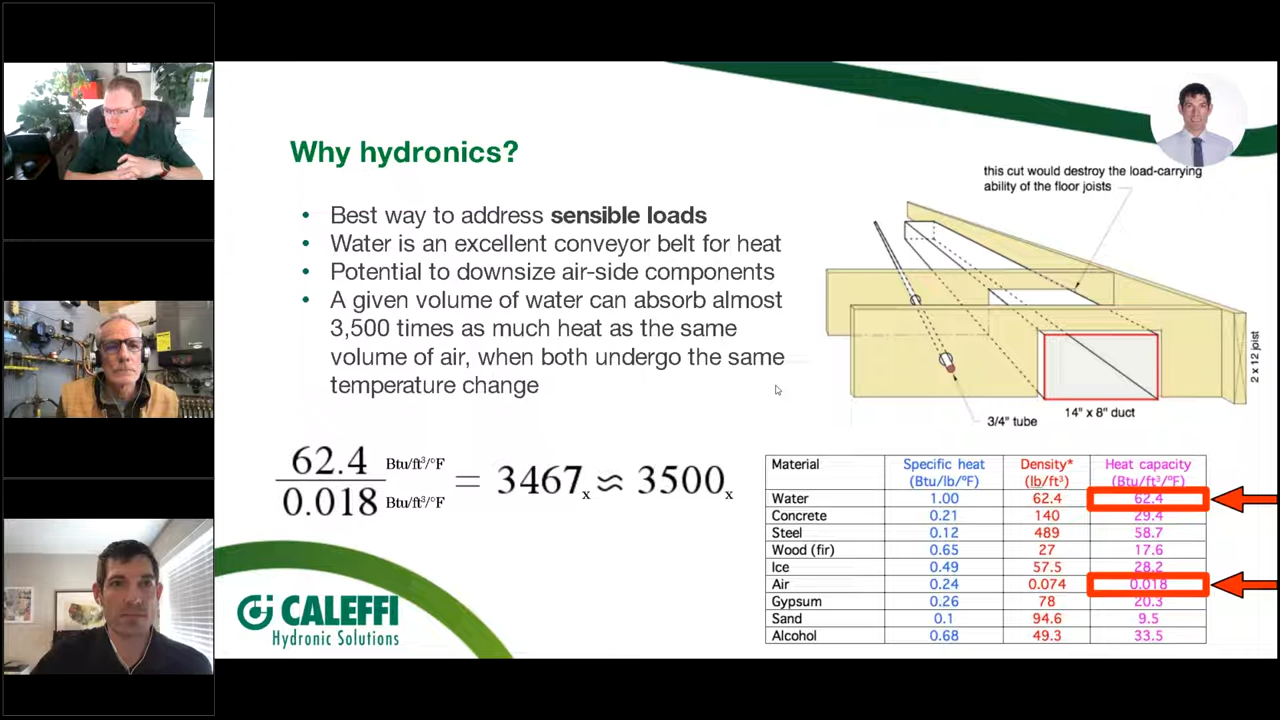 Why hydronics?
• Best way to address sensible loads
• Water is an excellent conveyor belt for heat
• Potential to downsize air-side components
• A given volume of water can absorb almost
3,500 times as much heat as the same
volume of air, when both undergo the same
temperature change
this cut would destroy the load-carrying
ability of the floor joists
2 x 12 joist
14" x 8" duct
3/4" tube
62.4 Btu/ft³/°F
0.018 Btu/ft³/°F
= 3467x ≈ 3500x
Material Specific heat (Btu/lb/°F) Density* (lb/ft³) Heat capacity (Btu/ft³/°F)
Water 1.00 62.4 62.4
Concrete 0.21 140 29.4
Steel 0.12 489 58.7
Wood (fir) 0.65 27 17.6
Ice 0.49 57.5 28.2
Air 0.24 0.074 0.018
Gypsum 0.26 78 20.3
Sand 0.1 94.6 9.5
Alcohol 0.68 49.3 33.5
CALEFFI
Hydronic Solutions